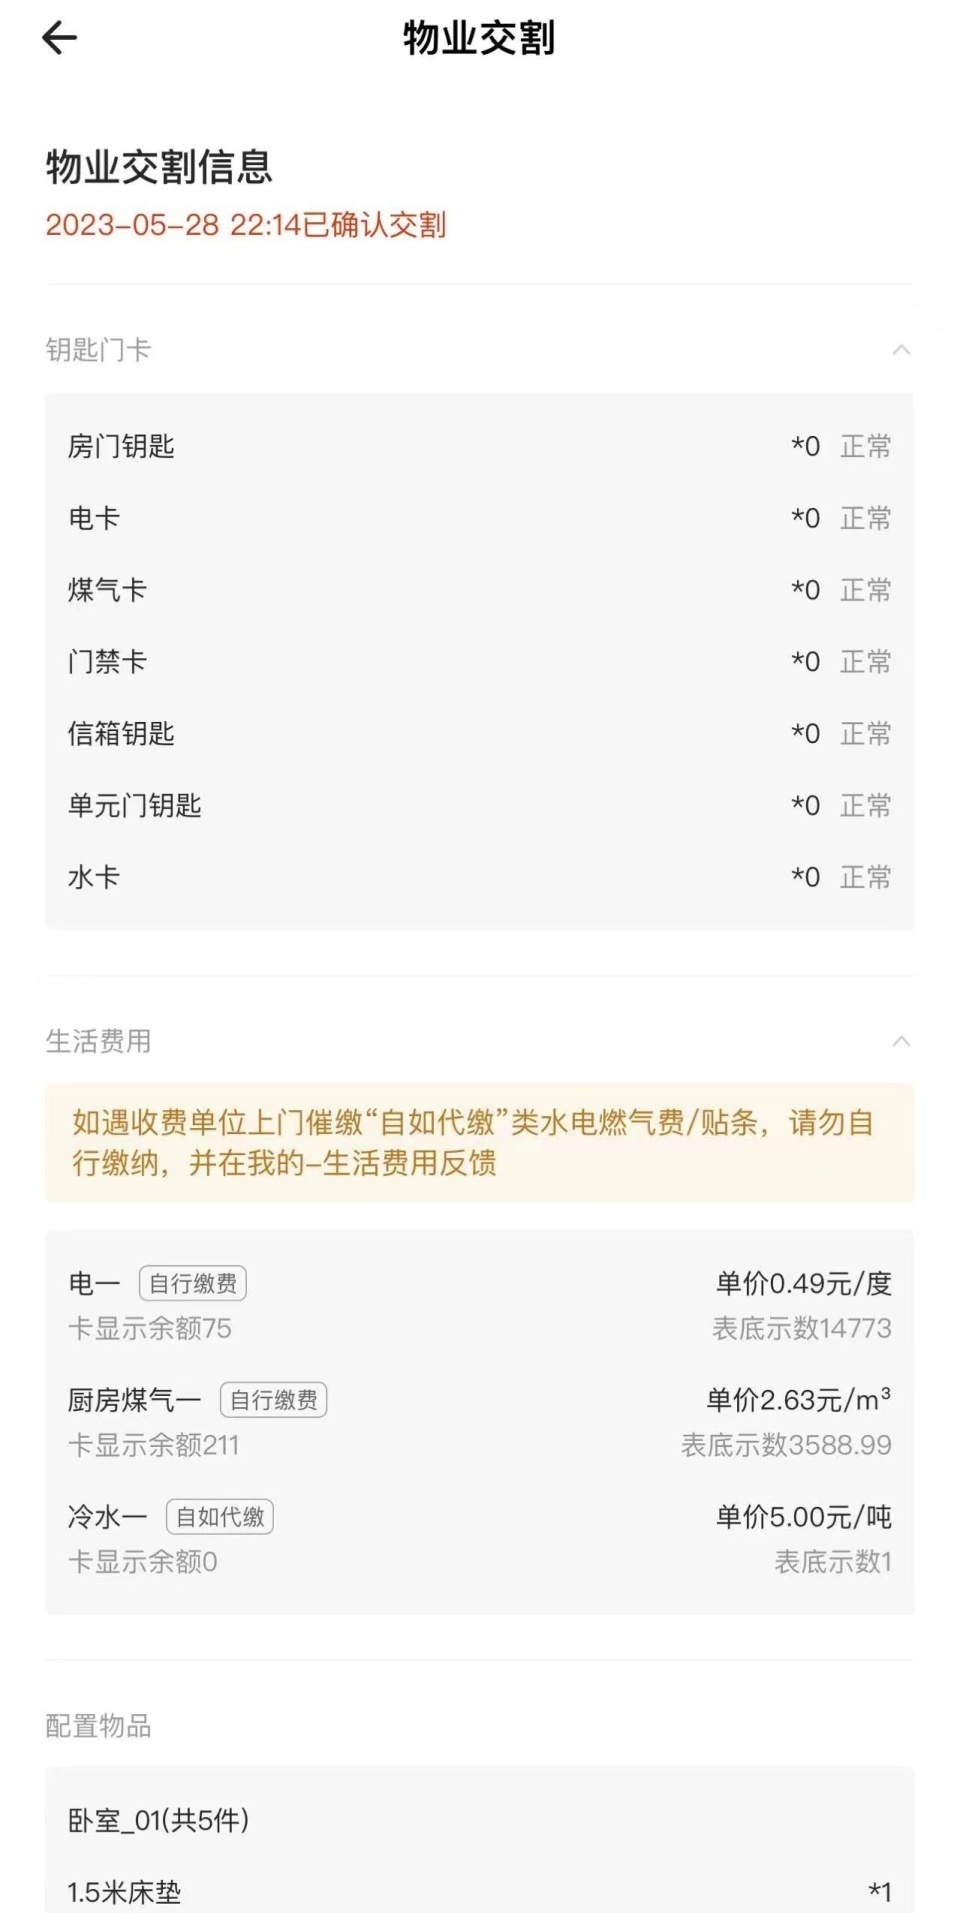 物业交割
物业交割信息
2023-05-28 22:14已确认交割
钥匙门卡
房门钥匙 *0 正常
电卡 *0 正常
煤气卡 *0 正常
门禁卡 *0 正常
信箱钥匙 *0 正常
单元门钥匙 *0 正常
水卡 *0 正常
生活费用
如遇收费单位上门催缴“自如代缴”类水电燃气费/贴条，请勿自
行缴纳，并在我的-生活费用反馈
电一 自行缴费 单价0.49元/度
卡显示余额75 表底示数14773
厨房煤气一 自行缴费 单价2.63元/m³
卡显示余额211 表底示数3588.99
冷水一 自如代缴 单价5.00元/吨
卡显示余额0 表底示数1
配置物品
卧室_01(共5件)
1.5米床垫 *1